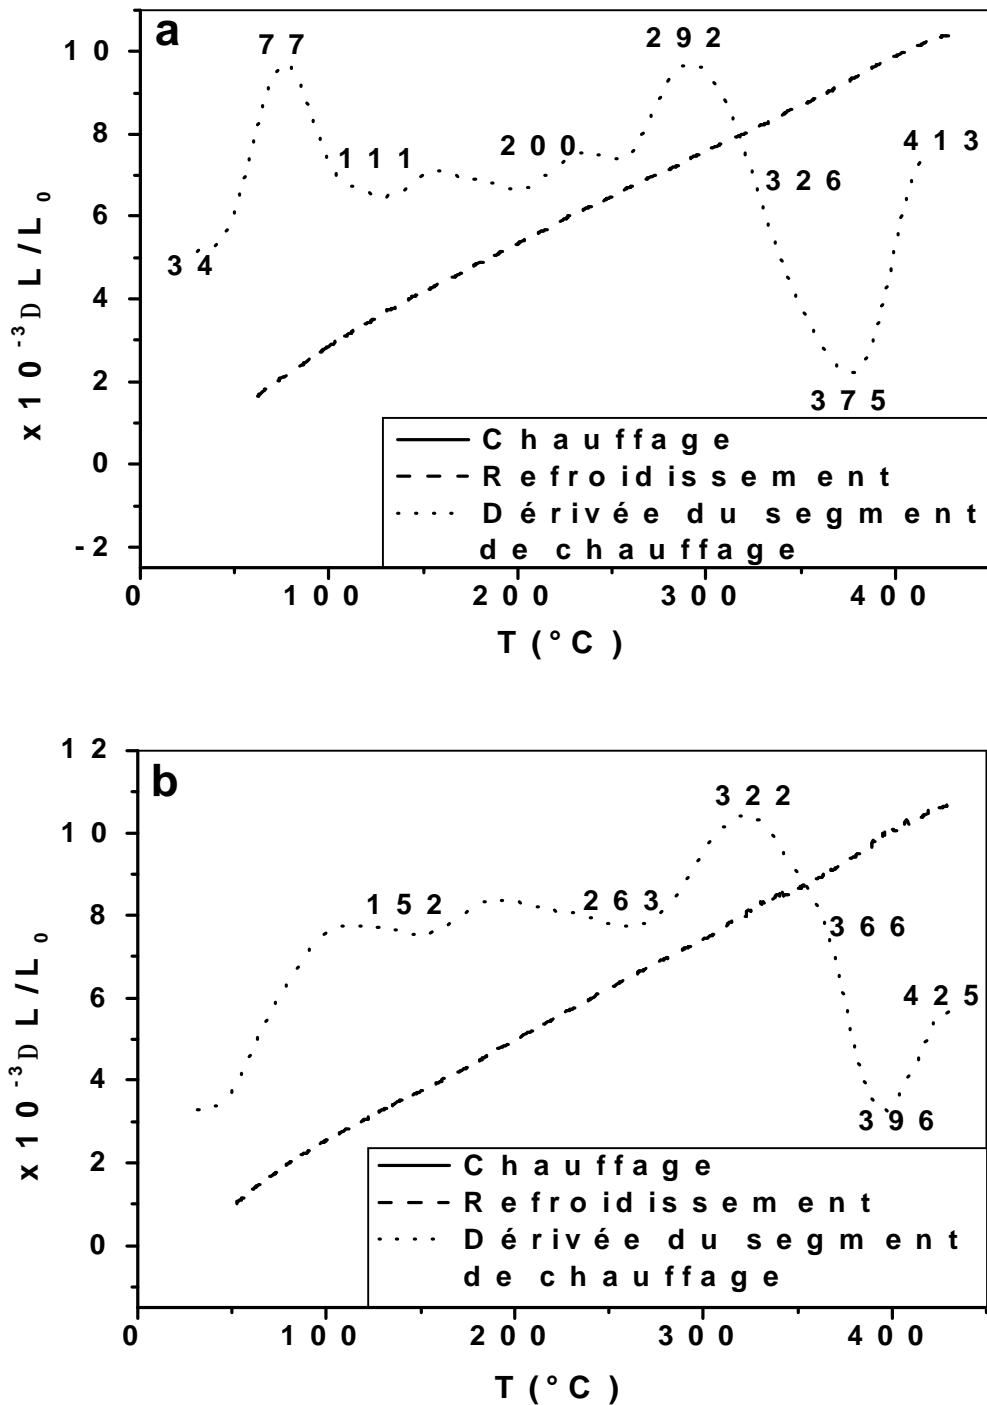 a
10
8
6
4
2
0
-2
x10⁻³D L/L₀
77
292
111
200
413
326
34
375
Chauffage
Refroidissement
Dérivée du segment
de chauffage
0 100 200 300 400
T (°C)
b
12
10
8
6
4
2
0
x10⁻³D L/L₀
322
152
263
366
425
396
Chauffage
Refroidissement
Dérivée du segment
de chauffage
0 100 200 300 400
T (°C)